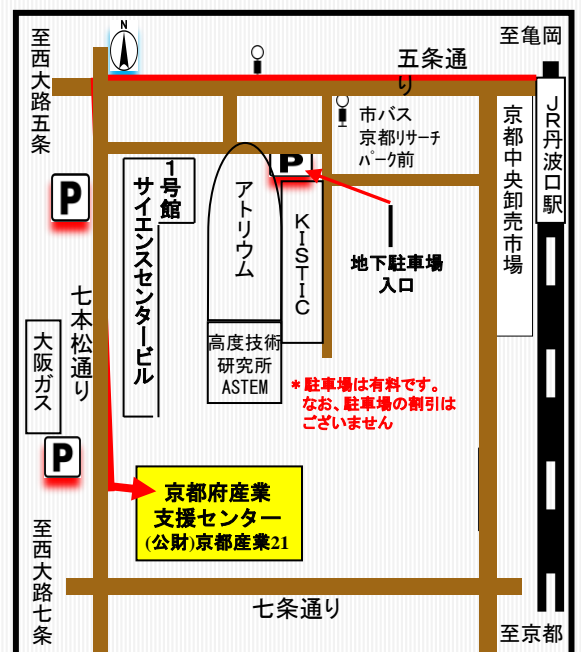 N
至亀岡
至西大路五条
五条通り
市バス
京都リサーチ
パーク前
京都中央卸売市場
JR丹波口駅
P
1号館
サイエンスセンタービル
アトリウム
KISTIC
P
地下駐車場
入口
七本松通り
大阪ガス
高度技術
研究所
ASTEM
*駐車場は有料です。
なお、駐車場の割引は
ございません
P
京都府産業
支援センター
(公財)京都産業21
至西大路七条
七条通り
至京都